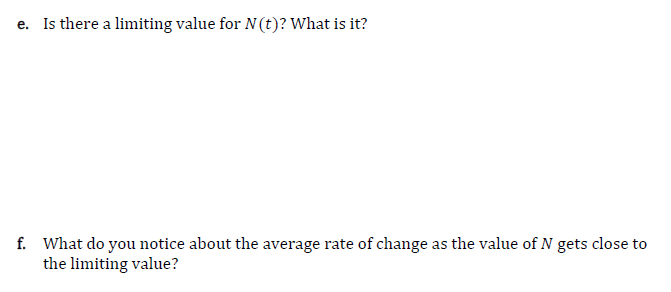 e. Is there a limiting value for N(t)? What is it?
f. What do you notice about the average rate of change as the value of N gets close to
the limiting value?